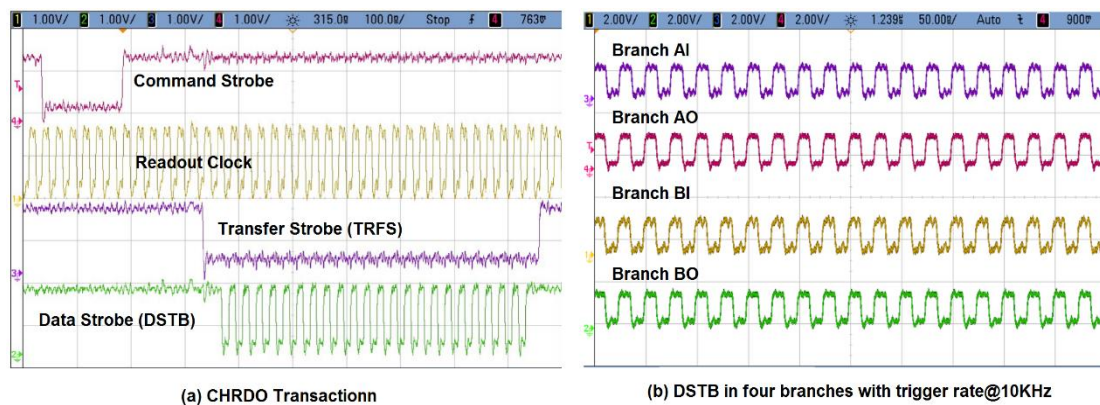 1 1.00V/ 2 1.00V/ 3 1.00V/ 4 1.00V/ 315.0 100.0 Stop 4 763
Command Strobe
Readout Clock
Transfer Strobe (TRFS)
Data Strobe (DSTB)
(a) CHRDO Transactionn
1 2.00V/ 2 2.00V/ 3 2.00V/ 4 2.00V/ 1.239 50.00 Auto 4 900
Branch AI
Branch AO
Branch BI
Branch BO
(b) DSTB in four branches with trigger rate@10KHz